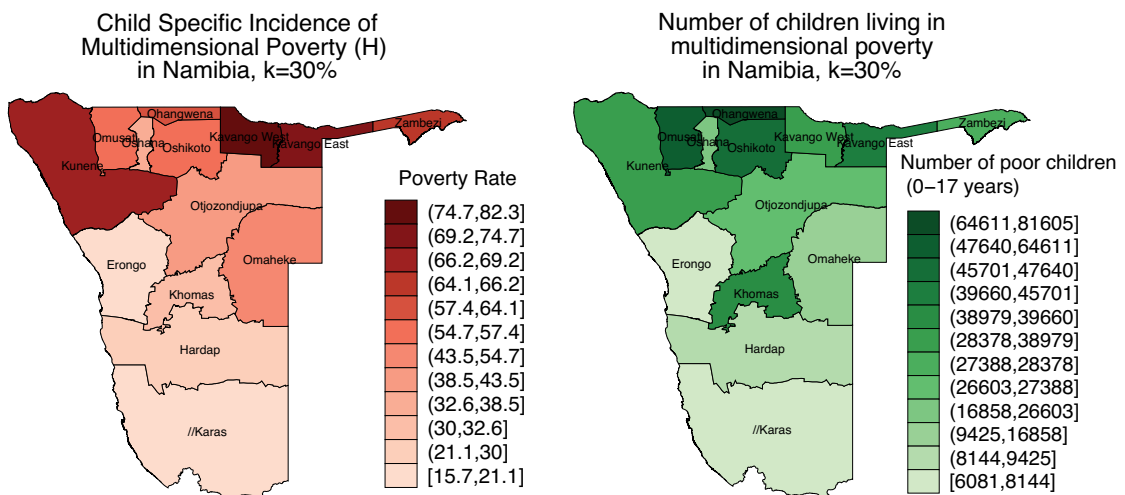 Child Specific Incidence of
Multidimensional Poverty (H)
in Namibia, k=30%
Ohangwena
Zambezi
Omusati
Oshana
Oshikoto
Kavango West
Kavango East
Kunene
Otjozondjupa
Erongo
Omaheke
Khomas
Hardap
//Karas
Poverty Rate
(74.7,82.3]
(69.2,74.7]
(66.2,69.2]
(64.1,66.2]
(57.4,64.1]
(54.7,57.4]
(43.5,54.7]
(38.5,43.5]
(32.6,38.5]
(30,32.6]
(21.1,30]
[15.7,21.1]
Number of children living in
multidimensional poverty
in Namibia, k=30%
Ohangwena
Zambezi
Omusati
Oshana
Oshikoto
Kavango West
Kavango East
Kunene
Otjozondjupa
Erongo
Omaheke
Khomas
Hardap
//Karas
Number of poor children
(0−17 years)
(64611,81605]
(47640,64611]
(45701,47640]
(39660,45701]
(38979,39660]
(28378,38979]
(27388,28378]
(26603,27388]
(16858,26603]
(9425,16858]
(8144,9425]
[6081,8144]